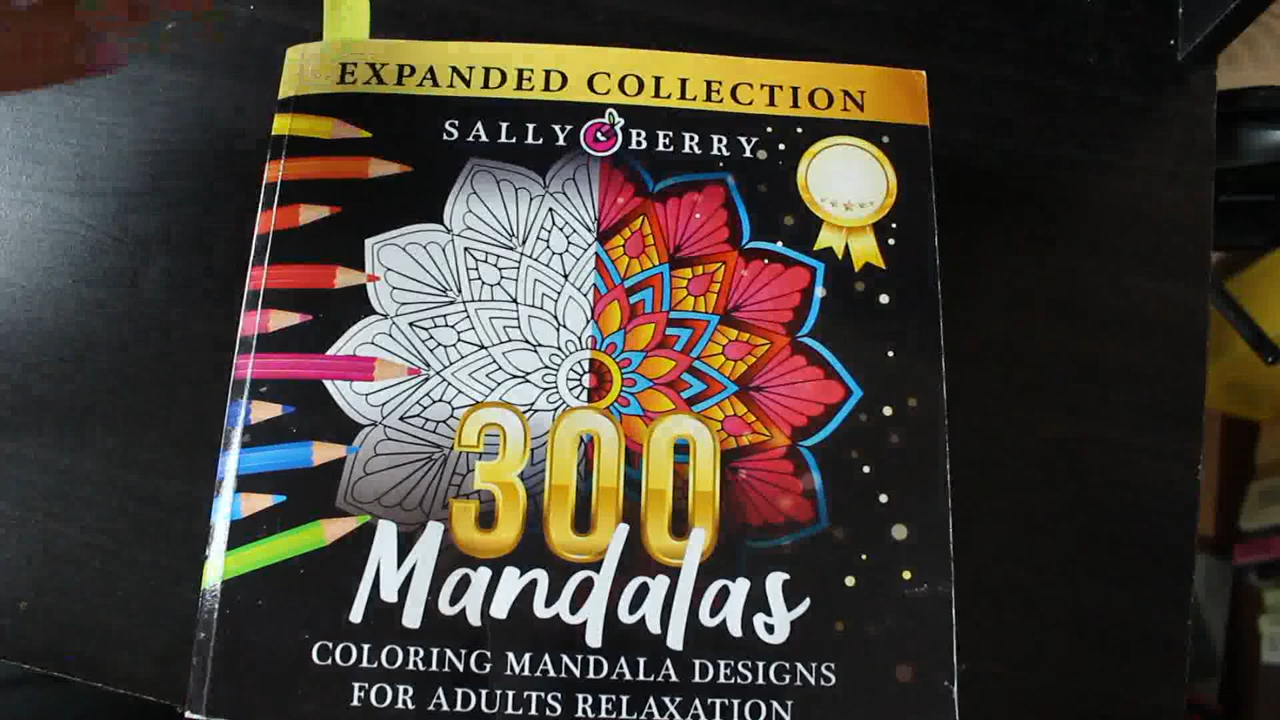 EXPANDED COLLECTION
SALLY BERRY
300
Mandalas
COLORING MANDALA DESIGNS
FOR ADULTS RELAXATION